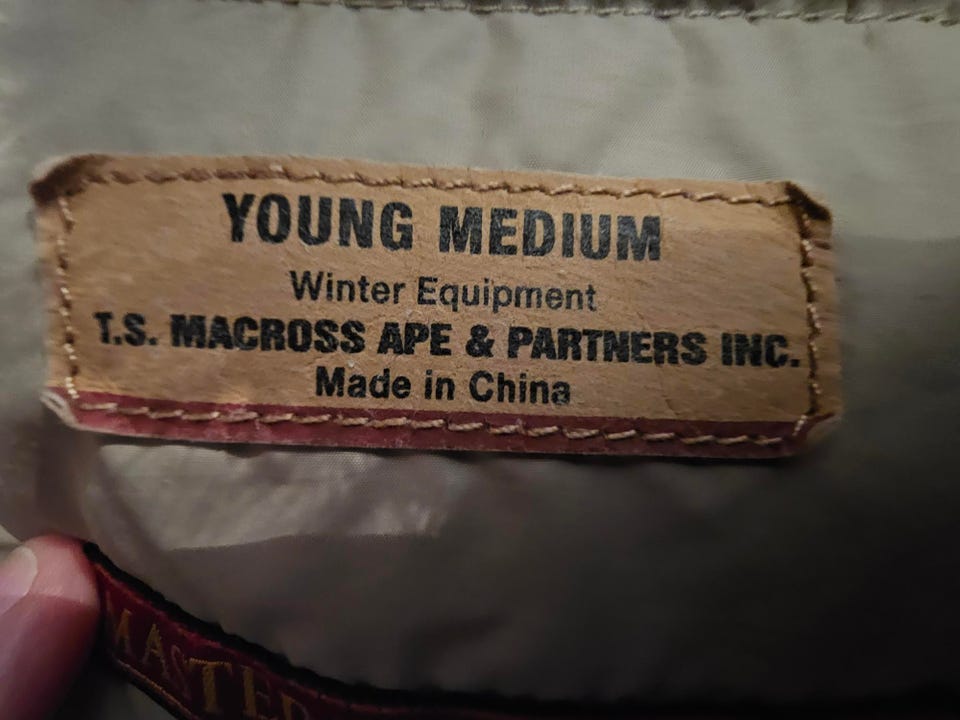 YOUNG MEDIUM
Winter Equipment
T.S. MACROSS APE & PARTNERS INC.
Made in China